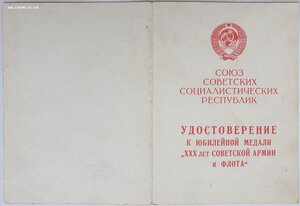 СОЮЗ
СОВЕТСКИХ
СОЦИАЛИСТИЧЕСКИХ
РЕСПУБЛИК
УДОСТОВЕРЕНИЕ
К ЮБИЛЕЙНОЙ МЕДАЛИ
„XXX ЛЕТ СОВЕТСКОЙ АРМИИ
И ФЛОТА“